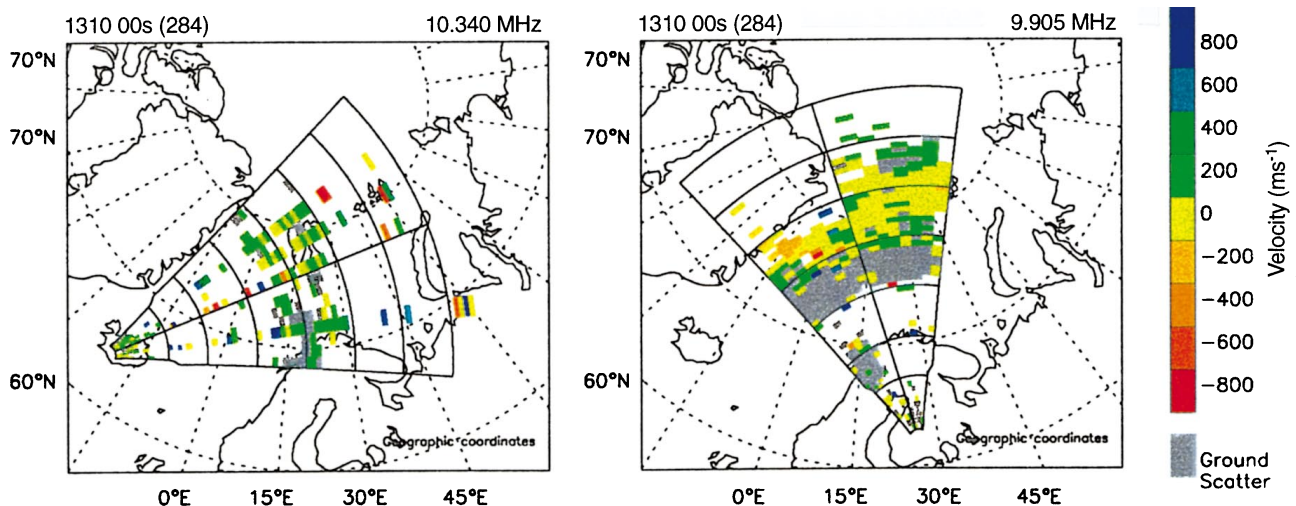 1310 00s (284) 10.340 MHz
70°N
70°N
60°N
0°E 15°E 30°E 45°E
Geographic coordinates
1310 00s (284) 9.905 MHz
70°N
70°N
60°N
0°E 15°E 30°E 45°E
Geographic coordinates
800
600
400
200
0
−200
−400
−600
−800
Velocity (ms⁻¹)
Ground
Scatter